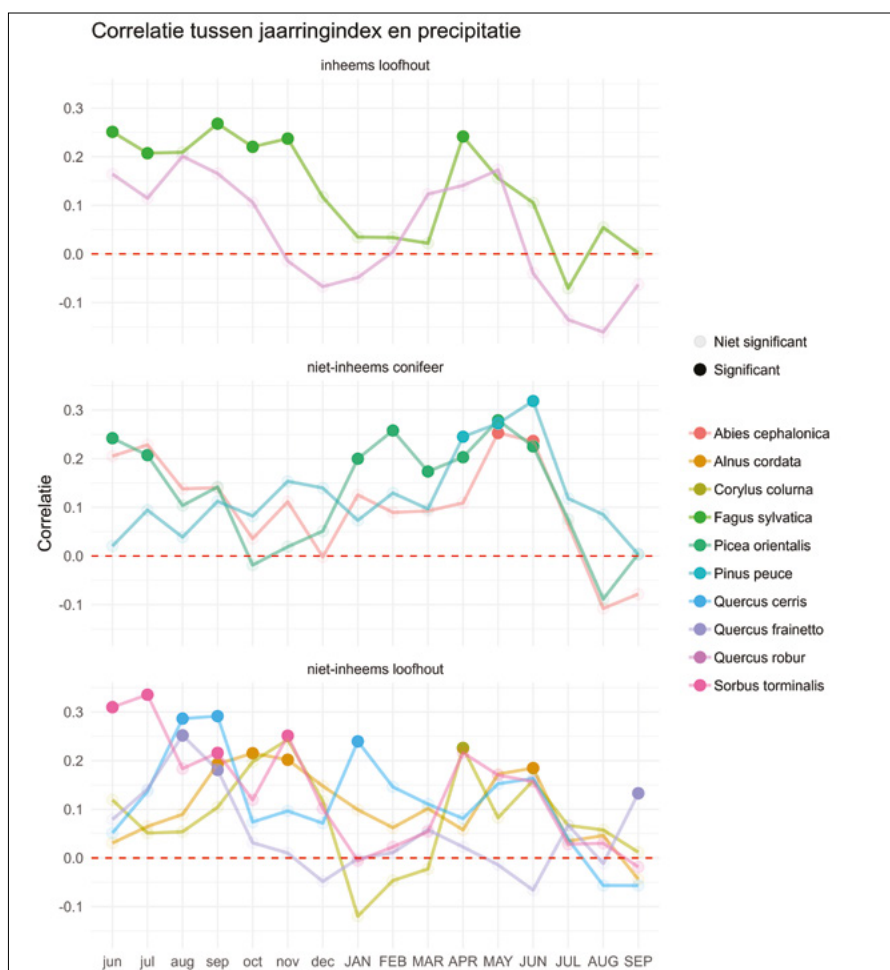 Correlatie tussen jaarringindex en precipitatie
inheems loofhout
0.3
0.2
0.1
0.0
-0.1
niet-inheems conifeer
0.3
0.2
0.1
0.0
-0.1
Correlatie
niet-inheems loofhout
0.3
0.2
0.1
0.0
-0.1
jun jul aug sep oct nov dec JAN FEB MAR APR MAY JUN JUL AUG SEP
Niet significant
Significant
Abies cephalonica
Alnus cordata
Corylus colurna
Fagus sylvatica
Picea orientalis
Pinus peuce
Quercus cerris
Quercus frainetto
Quercus robur
Sorbus torminalis